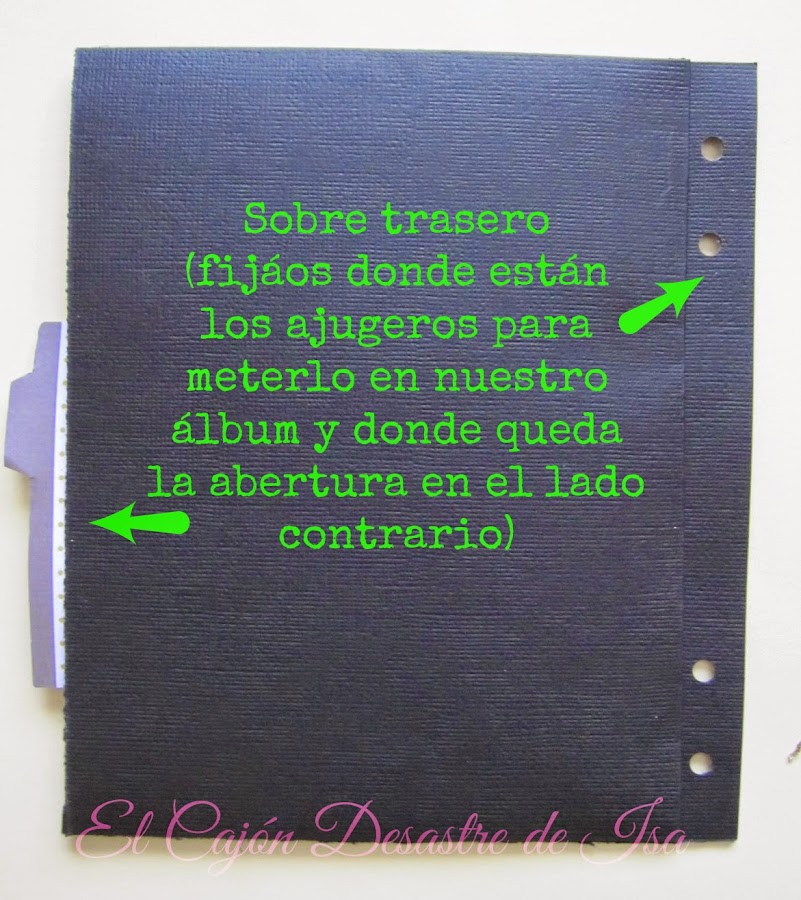 Sobre trasero
(fijáos donde están
los ajugeros para
meterlo en nuestro
álbum y donde queda
la abertura en el lado
contrario)
El Cajón Desastre de Isa